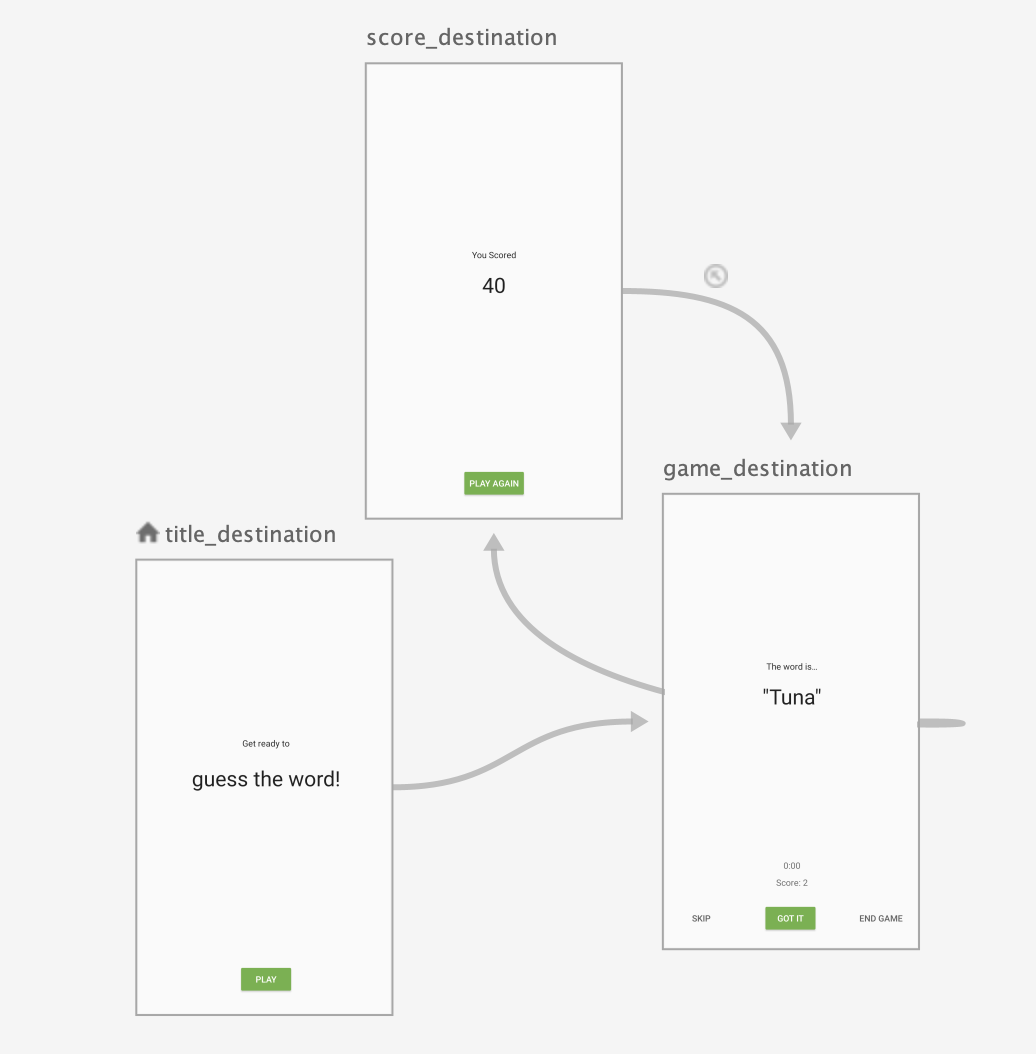 score_destination
You Scored
40
PLAY AGAIN
game_destination
The word is...
"Tuna"
0:00
Score: 2
SKIP
GOT IT
END GAME
title_destination
Get ready to
guess the word!
PLAY